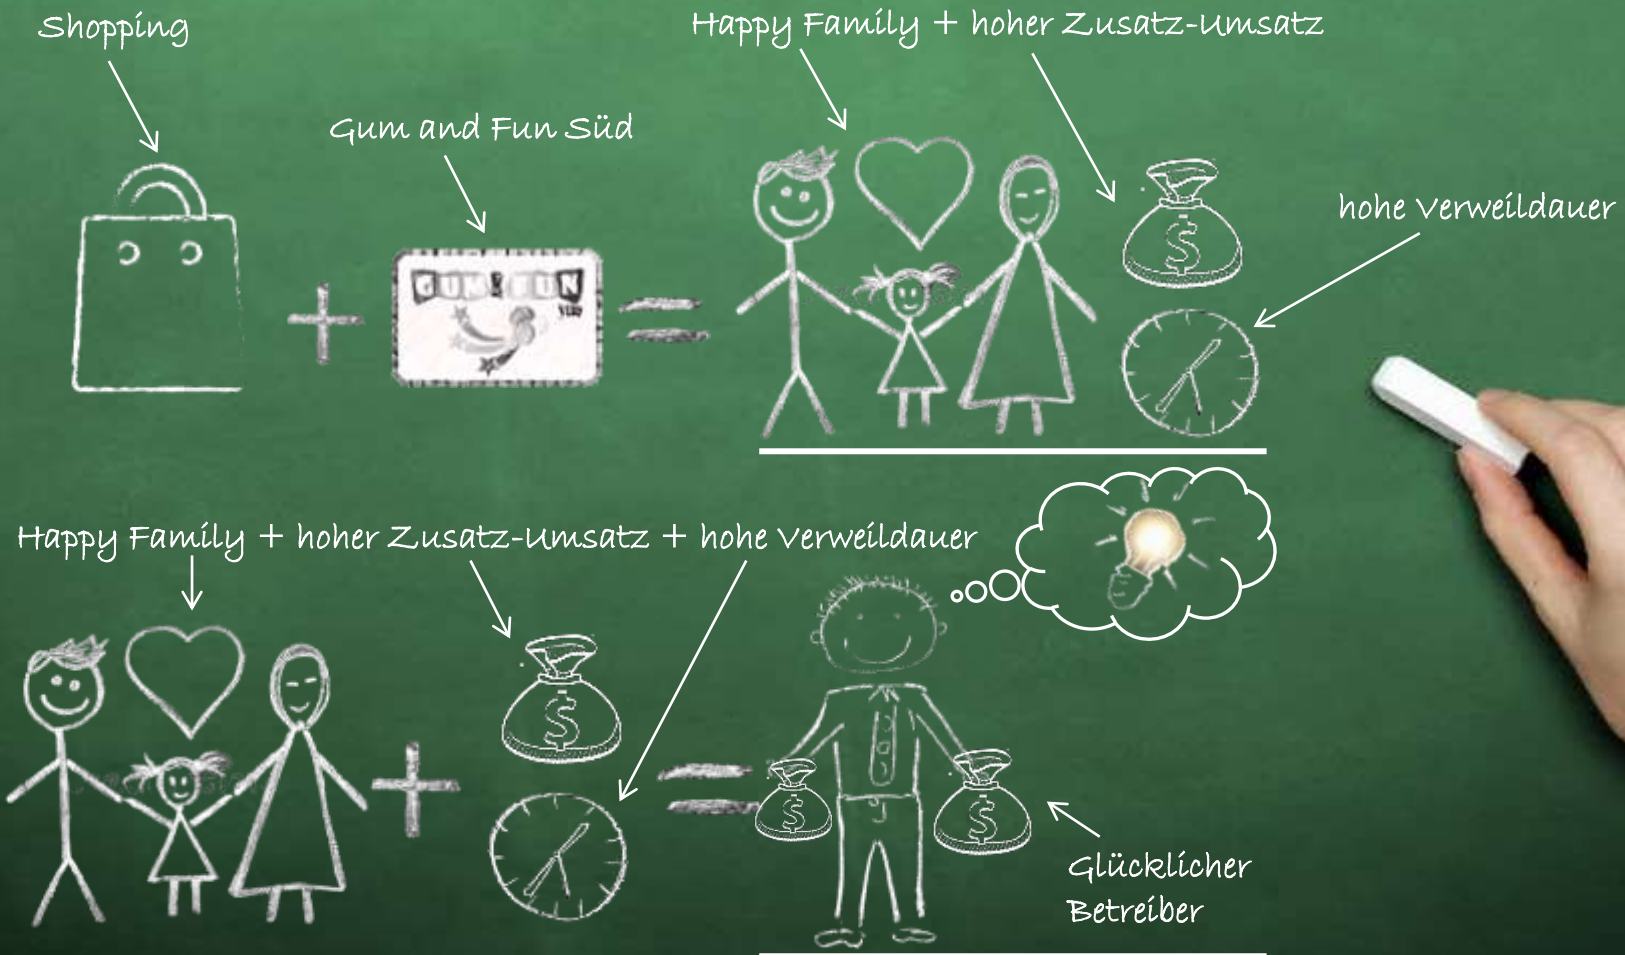 Shopping
Happy Family + hoher Zusatz-Umsatz
Gum and Fun Süd
hohe Verweildauer
GUM FUN
$
Happy Family + hoher Zusatz-Umsatz + hohe Verweildauer
$
$
$
Glücklicher
Betreiber